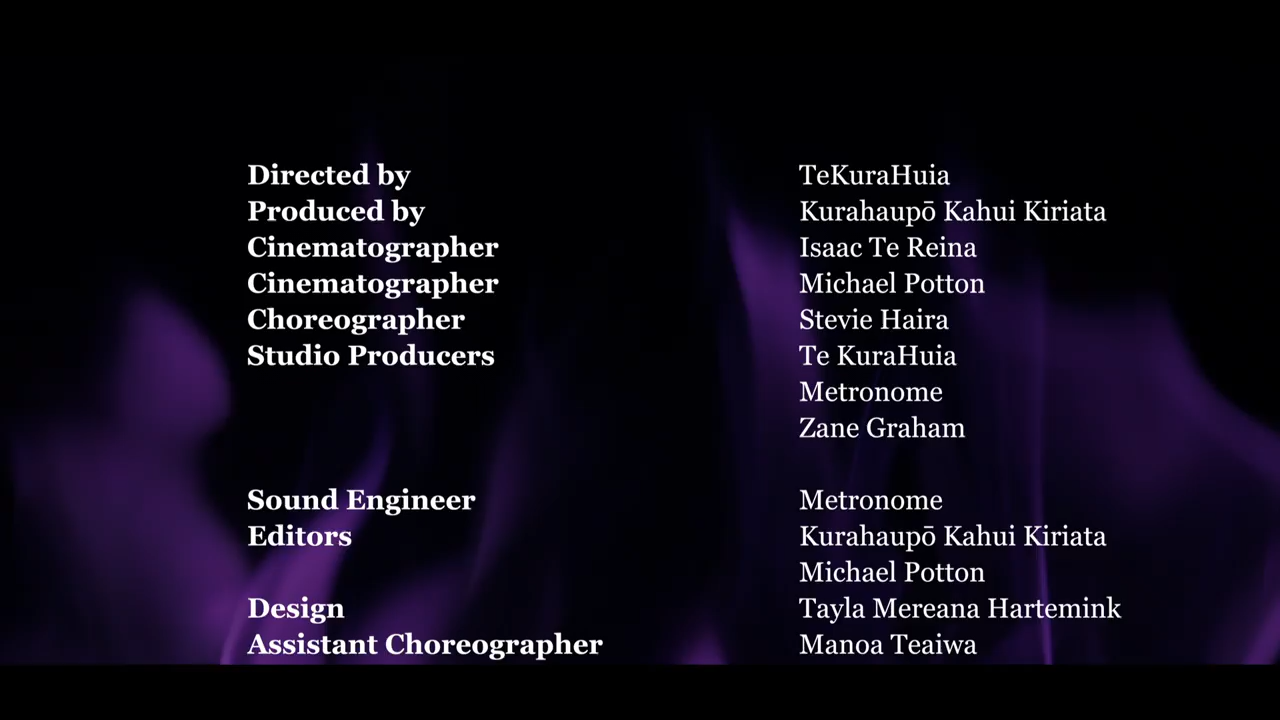 Directed by TeKuraHuia
Produced by Kurahaupō Kahui Kiriata
Cinematographer Isaac Te Reina
Cinematographer Michael Potton
Choreographer Stevie Haira
Studio Producers Te KuraHuia
Metronome
Zane Graham
Sound Engineer Metronome
Editors Kurahaupō Kahui Kiriata
Michael Potton
Design Tayla Mereana Hartemink
Assistant Choreographer Manoa Teaiwa